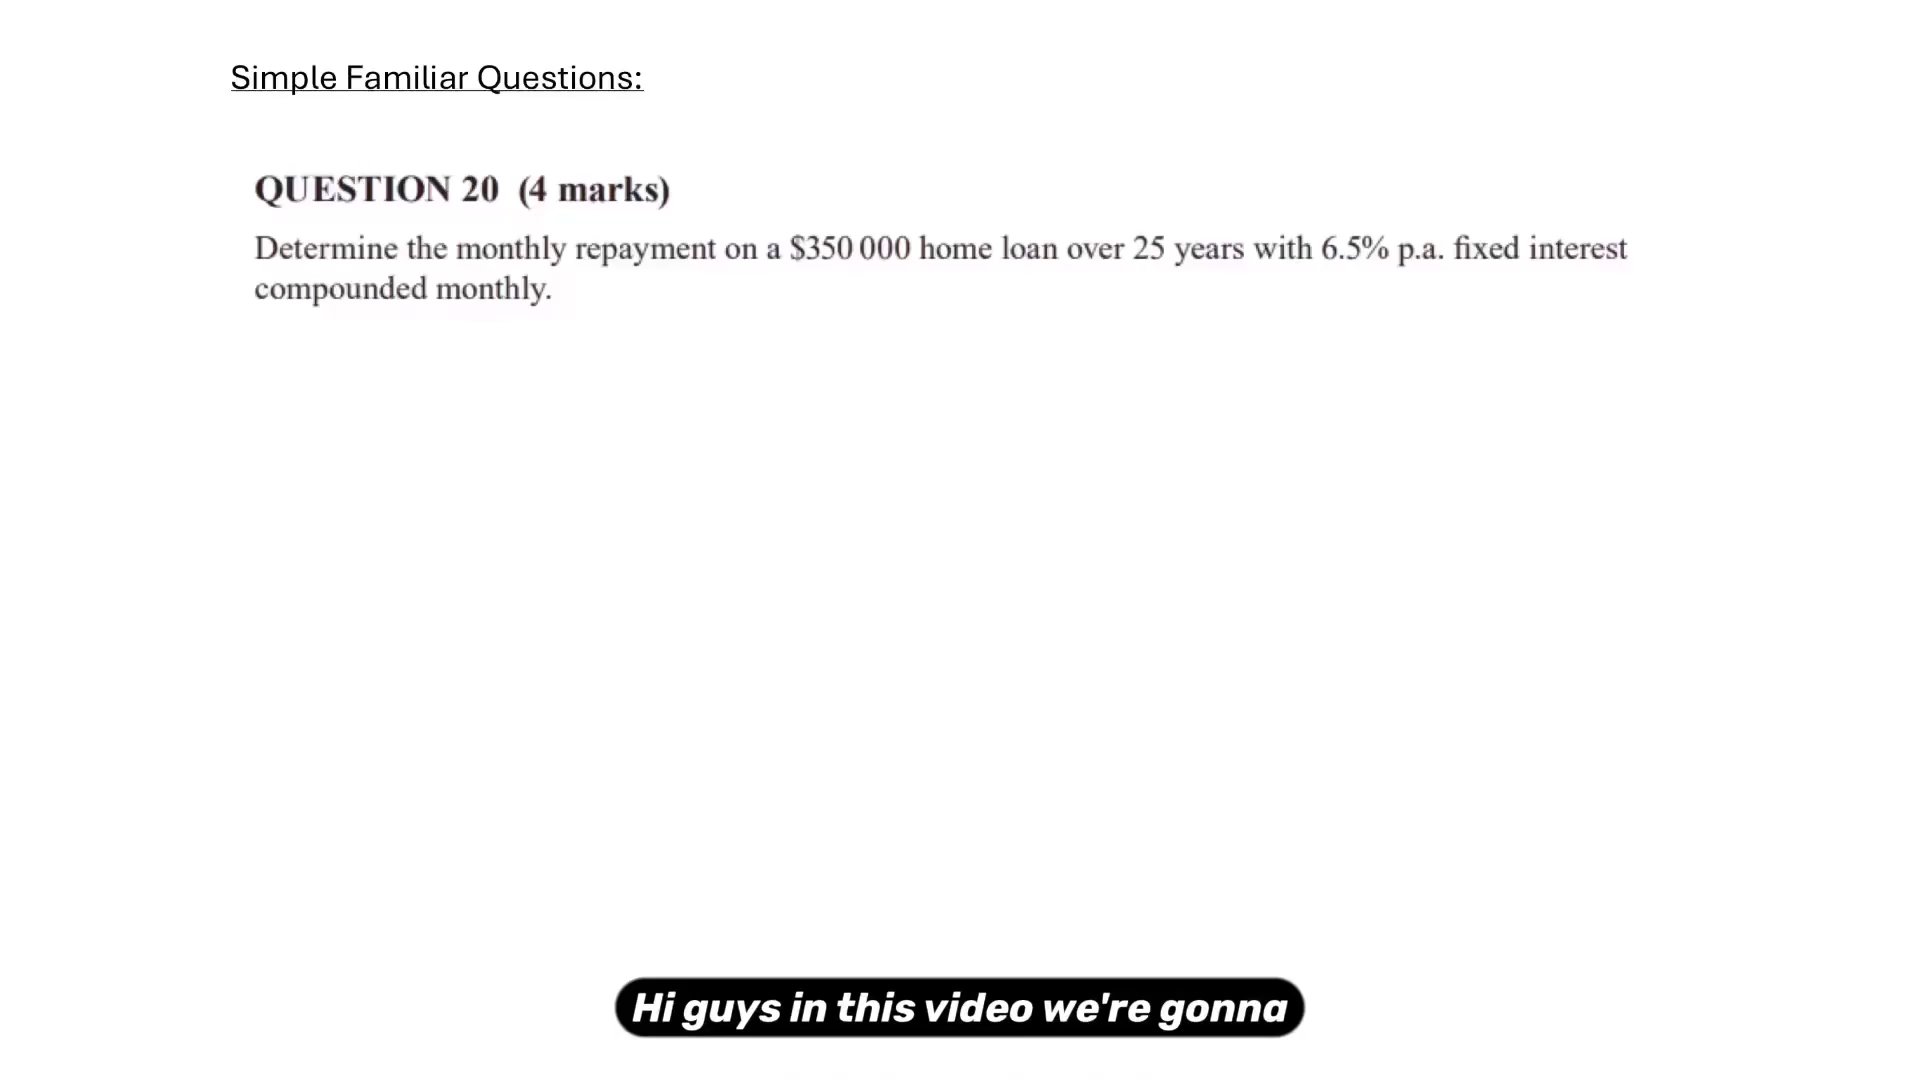 Simple Familiar Questions:
QUESTION 20 (4 marks)
Determine the monthly repayment on a $350 000 home loan over 25 years with 6.5% p.a. fixed interest
compounded monthly.
Hi guys in this video we're gonna